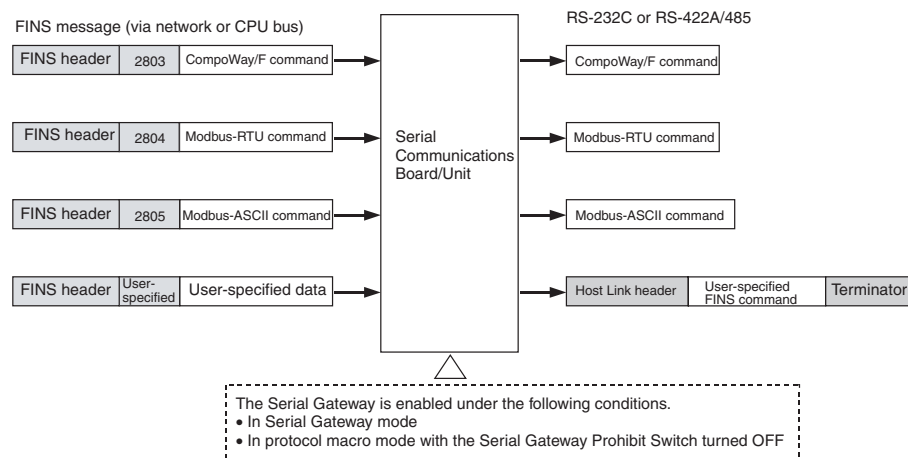 FINS message (via network or CPU bus)
RS-232C or RS-422A/485
FINS header 2803 CompoWay/F command
CompoWay/F command
FINS header 2804 Modbus-RTU command
Modbus-RTU command
Serial
Communications
Board/Unit
FINS header 2805 Modbus-ASCII command
Modbus-ASCII command
FINS header User-
specified User-specified data
Host Link header User-specified
FINS command Terminator
The Serial Gateway is enabled under the following conditions.
• In Serial Gateway mode
• In protocol macro mode with the Serial Gateway Prohibit Switch turned OFF